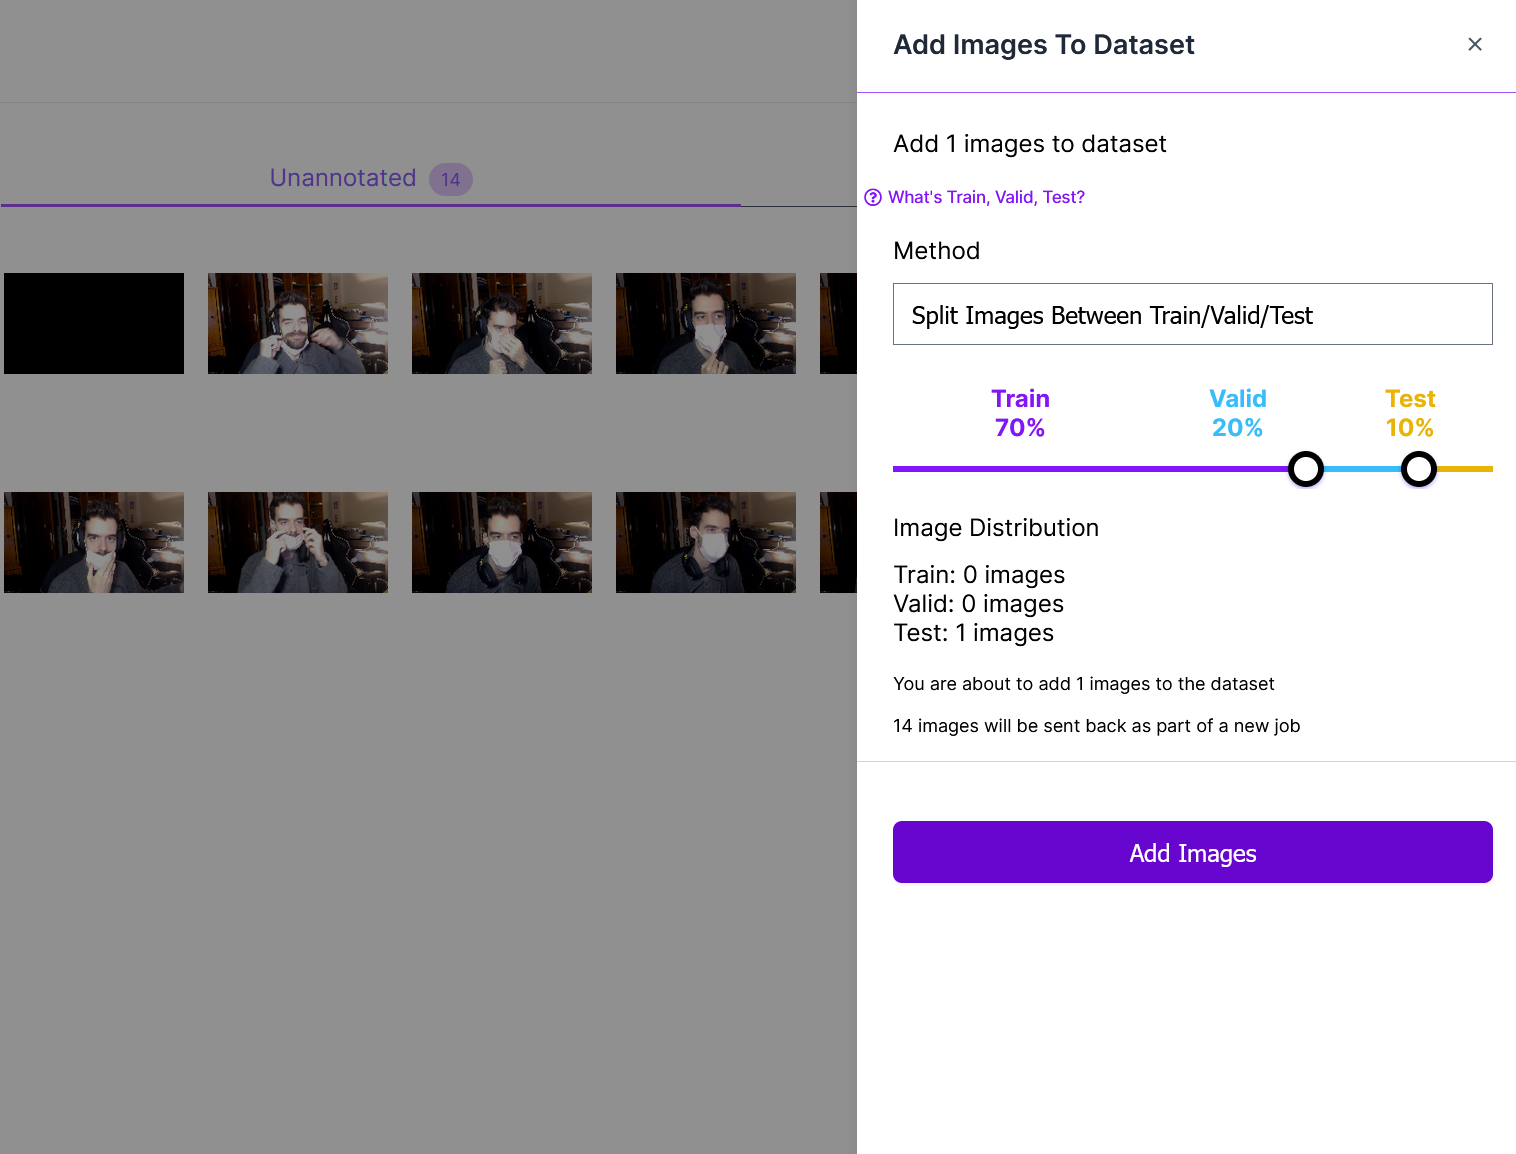 Add Images To Dataset
Unannotated 14
Add 1 images to dataset
What's Train, Valid, Test?
Method
Split Images Between Train/Valid/Test
Train Valid Test
70% 20% 10%
Image Distribution
Train: 0 images
Valid: 0 images
Test: 1 images
You are about to add 1 images to the dataset
14 images will be sent back as part of a new job
Add Images